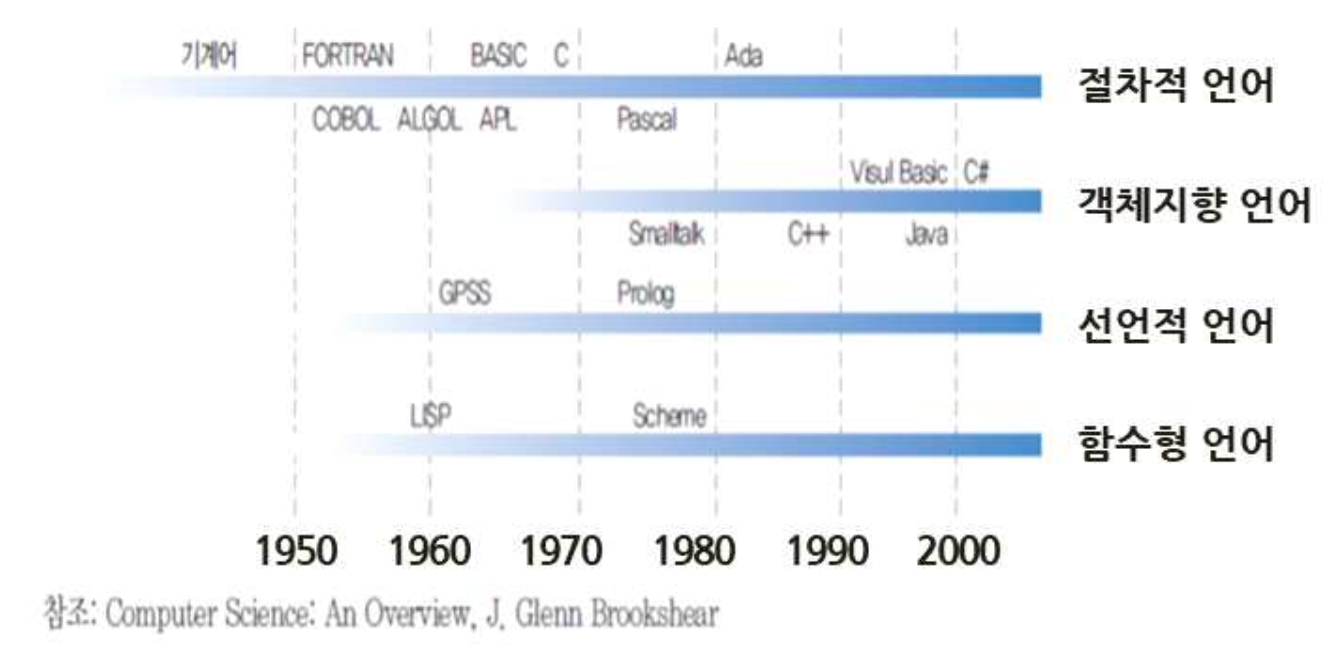 기계어 FORTRAN BASIC C Ada
절차적 언어
COBOL ALGOL APL Pascal
Visul Basic C#
객체지향 언어
Smalltalk C++ Java
GPSS Prolog
선언적 언어
LISP Scheme
함수형 언어
1950 1960 1970 1980 1990 2000
참조: Computer Science: An Overview, J. Glenn Brookshear